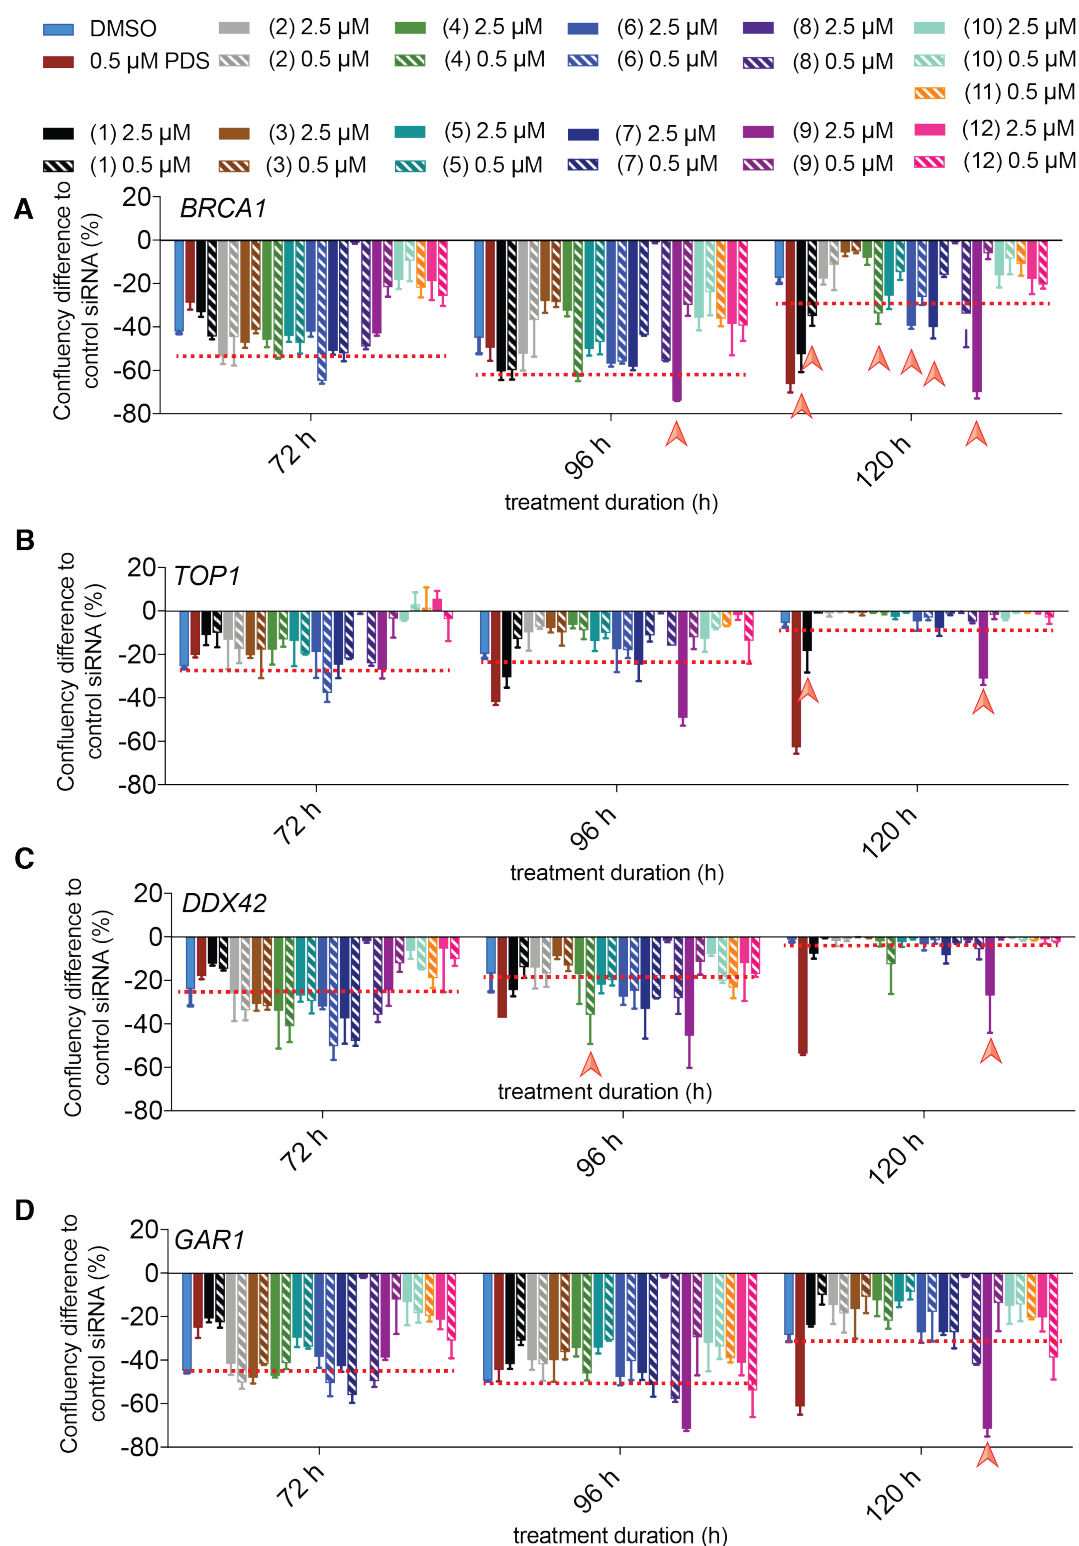 DMSO (2) 2.5 µM (4) 2.5 µM (6) 2.5 µM (8) 2.5 µM (10) 2.5 µM
0.5 µM PDS (2) 0.5 µM (4) 0.5 µM (6) 0.5 µM (8) 0.5 µM (10) 0.5 µM
(11) 0.5 µM
(1) 2.5 µM (3) 2.5 µM (5) 2.5 µM (7) 2.5 µM (9) 2.5 µM (12) 2.5 µM
(1) 0.5 µM (3) 0.5 µM (5) 0.5 µM (7) 0.5 µM (9) 0.5 µM (12) 0.5 µM
A
BRCA1
Confluency difference to
control siRNA (%)
20
0
-20
-40
-60
-80
72 h
96 h
120 h
treatment duration (h)
B
TOP1
Confluency difference to
control siRNA (%)
20
0
-20
-40
-60
-80
72 h
96 h
120 h
treatment duration (h)
C
DDX42
Confluency difference to
control siRNA (%)
20
0
-20
-40
-60
-80
treatment duration (h)
72 h
96 h
120 h
D
GAR1
Confluency difference to
control siRNA (%)
20
0
-20
-40
-60
-80
72 h
96 h
120 h
treatment duration (h)